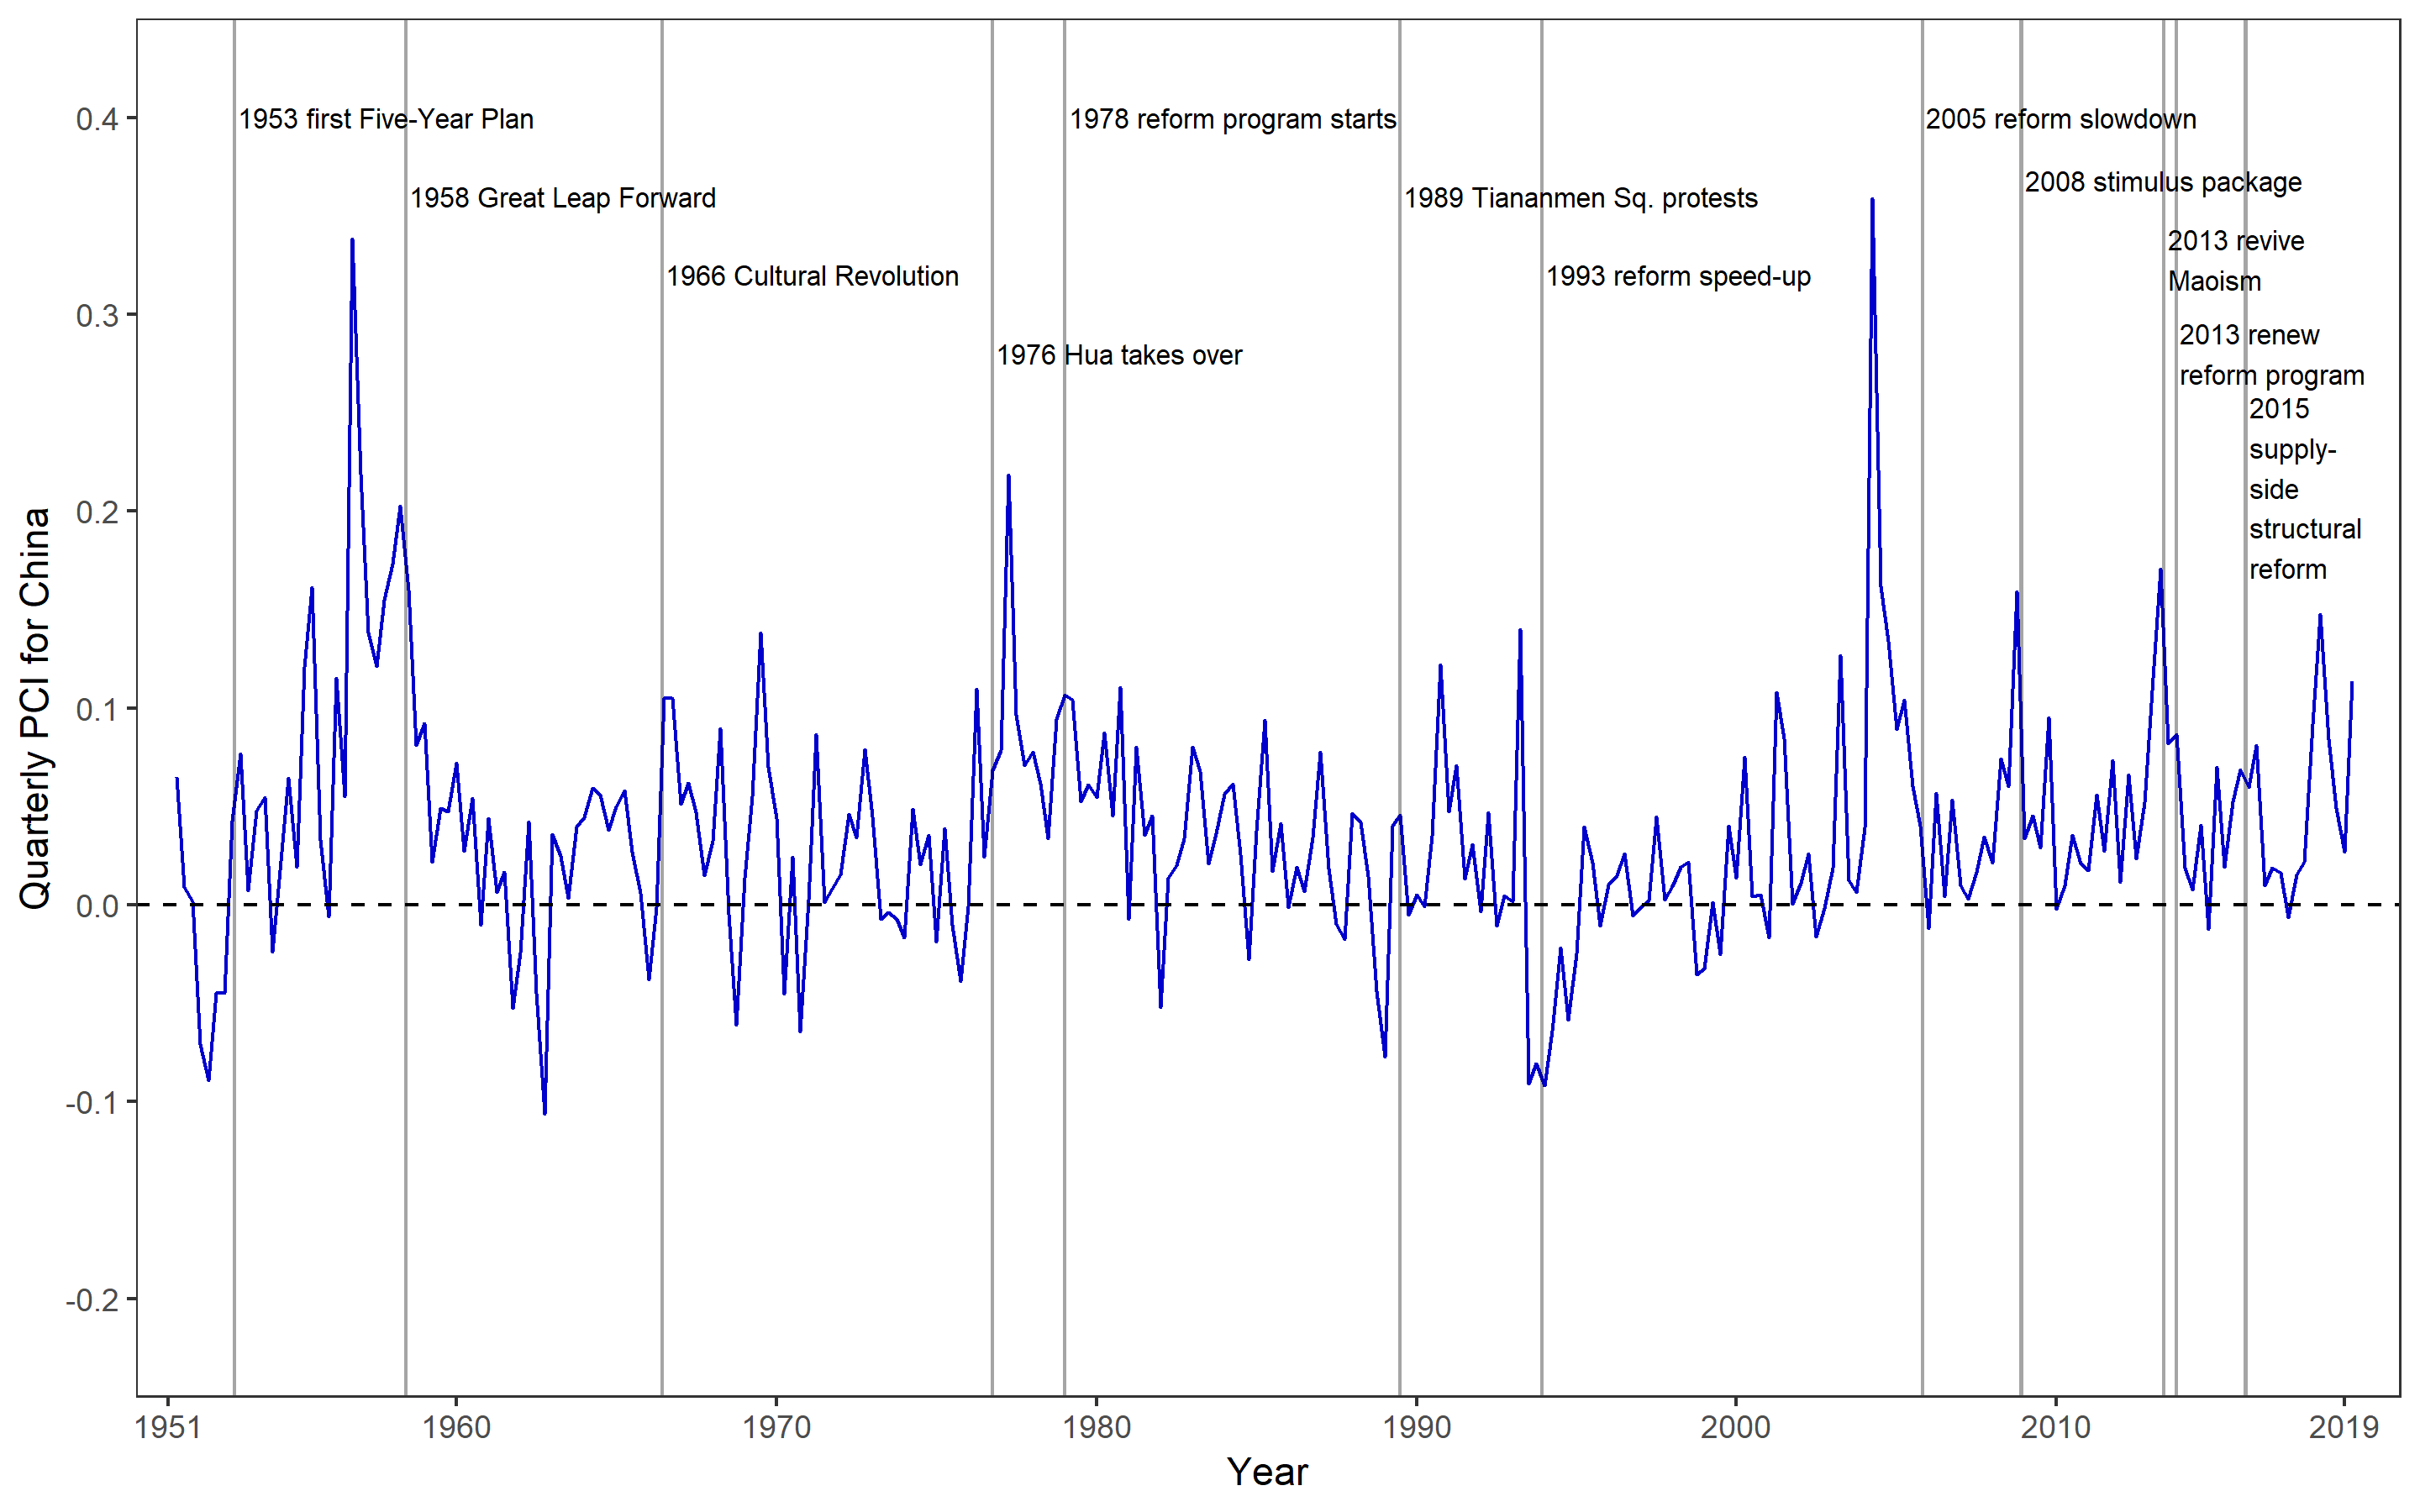 0.4
0.3
0.2
0.1
0.0
-0.1
-0.2
Quarterly PCI for China
1953 first Five-Year Plan
1958 Great Leap Forward
1966 Cultural Revolution
1976 Hua takes over
1978 reform program starts
1989 Tiananmen Sq. protests
1993 reform speed-up
2005 reform slowdown
2008 stimulus package
2013 revive
Maoism
2013 renew
reform program
2015
supply-
side
structural
reform
1951
1960
1970
1980
1990
2000
2010
2019
Year